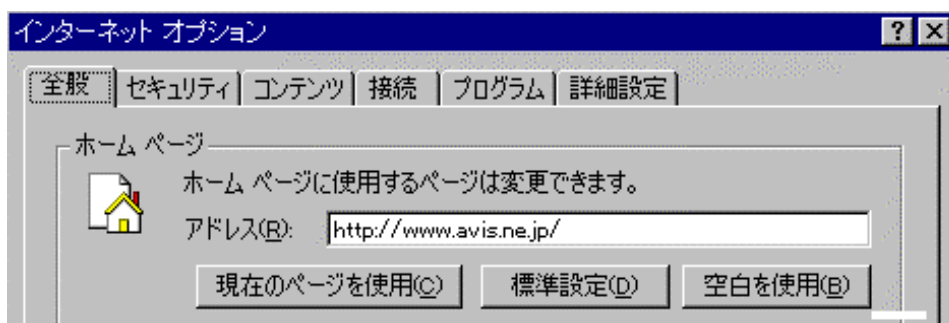 インターネット オプション
全般 セキュリティ コンテンツ 接続 プログラム 詳細設定
ホーム ページ
ホーム ページに使用するページは変更できます。
アドレス(R): http://www.avis.ne.jp/
現在のページを使用(C) 標準設定(D) 空白を使用(B)